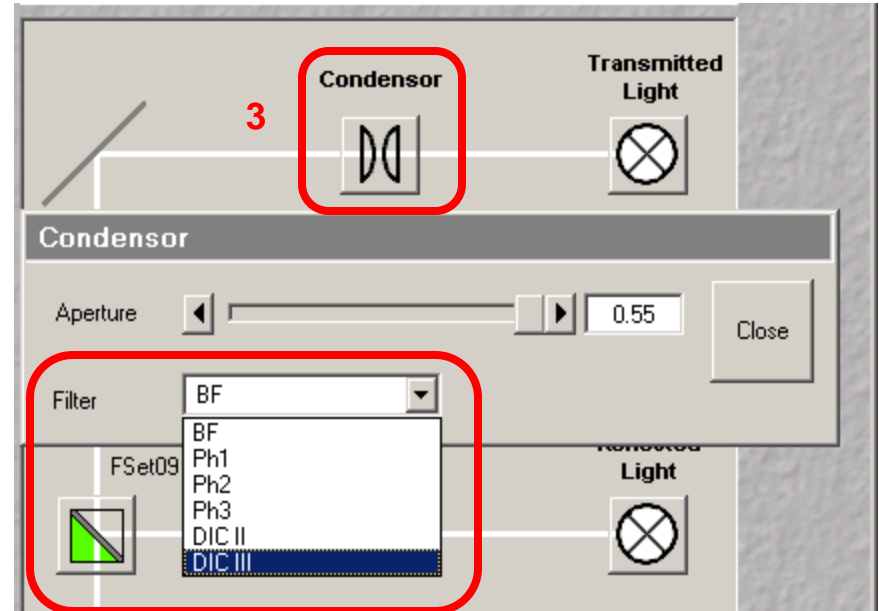 Condensor
Transmitted
Light
3
Condensor
Aperture
0.55
Close
Filter
BF
BF
Ph1
Ph2
Ph3
DIC II
DIC III
FSet09
Reflected
Light